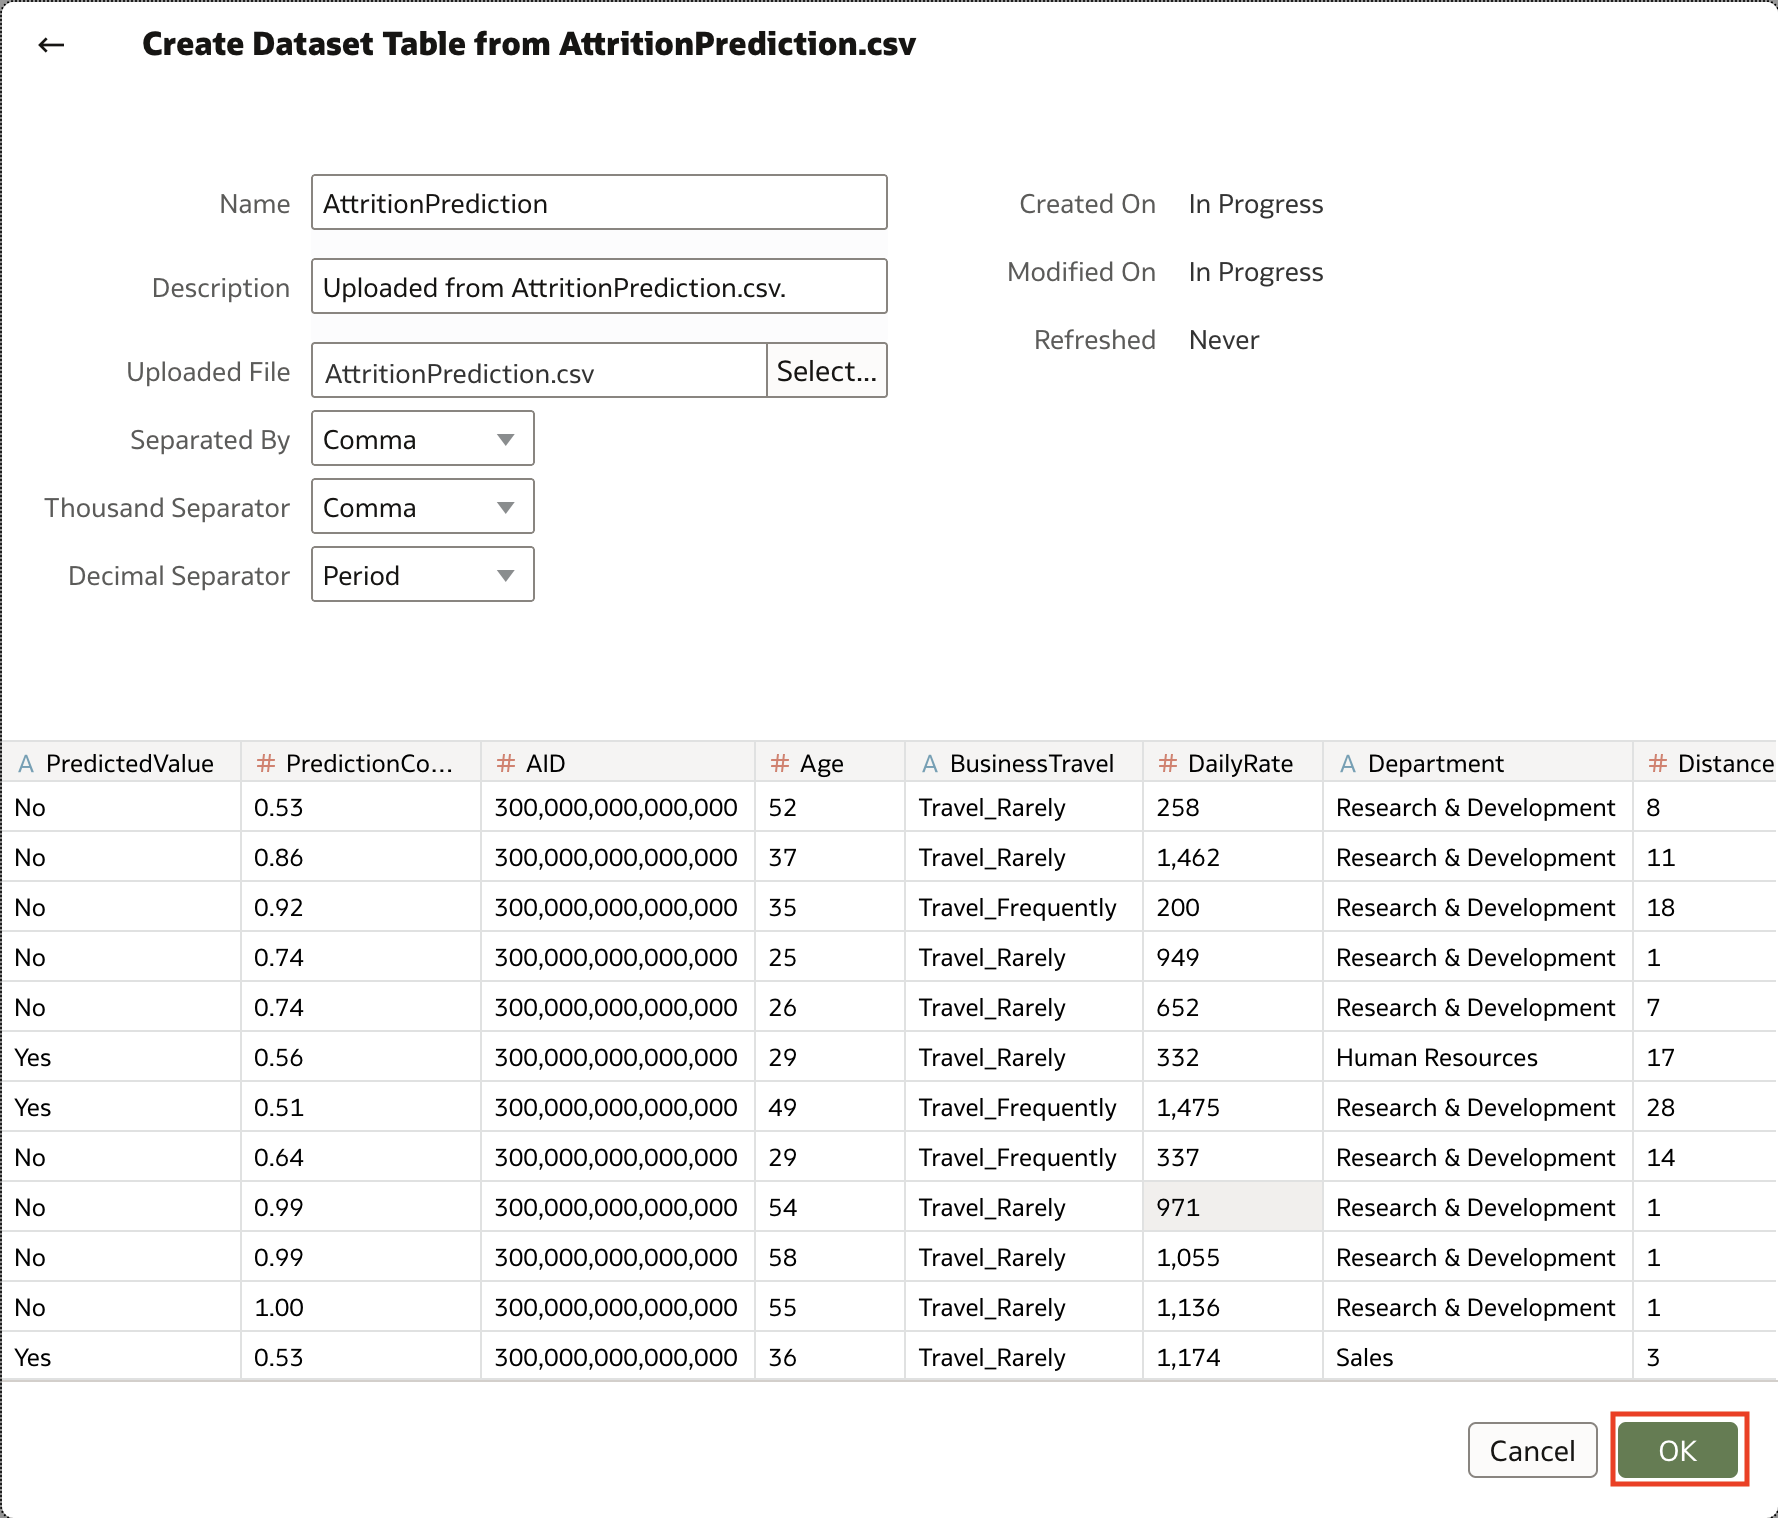 Create Dataset Table from AttritionPrediction.csv
Name AttritionPrediction
Description Uploaded from AttritionPrediction.csv.
Uploaded File AttritionPrediction.csv Select...
Separated By Comma
Thousand Separator Comma
Decimal Separator Period
Created On In Progress
Modified On In Progress
Refreshed Never
A PredictedValue # PredictionCo... # AID # Age A BusinessTravel # DailyRate A Department # Distance
No 0.53 300,000,000,000,000 52 Travel_Rarely 258 Research & Development 8
No 0.86 300,000,000,000,000 37 Travel_Rarely 1,462 Research & Development 11
No 0.92 300,000,000,000,000 35 Travel_Frequently 200 Research & Development 18
No 0.74 300,000,000,000,000 25 Travel_Rarely 949 Research & Development 1
No 0.74 300,000,000,000,000 26 Travel_Rarely 652 Research & Development 7
Yes 0.56 300,000,000,000,000 29 Travel_Rarely 332 Human Resources 17
Yes 0.51 300,000,000,000,000 49 Travel_Frequently 1,475 Research & Development 28
No 0.64 300,000,000,000,000 29 Travel_Frequently 337 Research & Development 14
No 0.99 300,000,000,000,000 54 Travel_Rarely 971 Research & Development 1
No 0.99 300,000,000,000,000 58 Travel_Rarely 1,055 Research & Development 1
No 1.00 300,000,000,000,000 55 Travel_Rarely 1,136 Research & Development 1
Yes 0.53 300,000,000,000,000 36 Travel_Rarely 1,174 Sales 3
Cancel OK